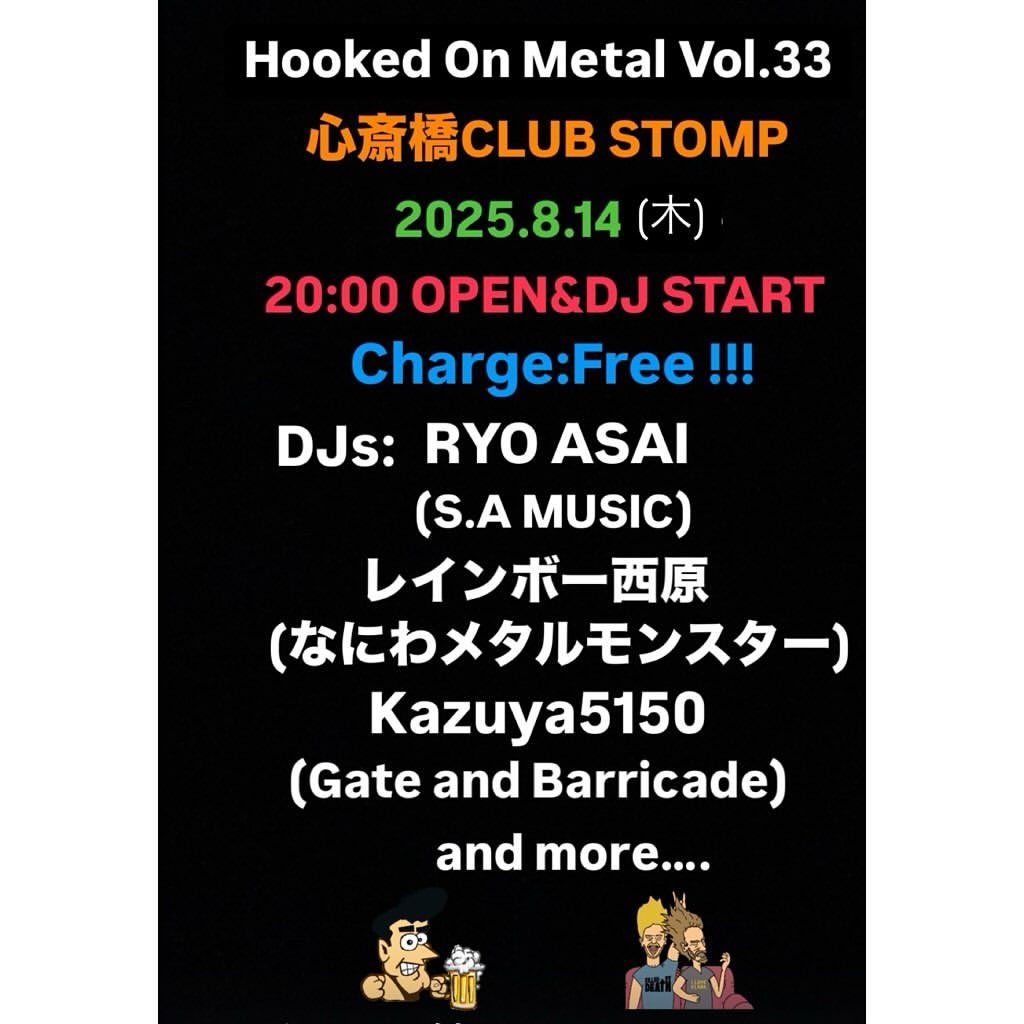 Hooked On Metal Vol.33
心斎橋CLUB STOMP
2025.8.14 (木)
20:00 OPEN&DJ START
Charge:Free !!!
DJs: RYO ASAI
(S.A MUSIC)
レインボー西原
(なにわメタルモンスター)
Kazuya5150
(Gate and Barricade)
and more....
DEATH